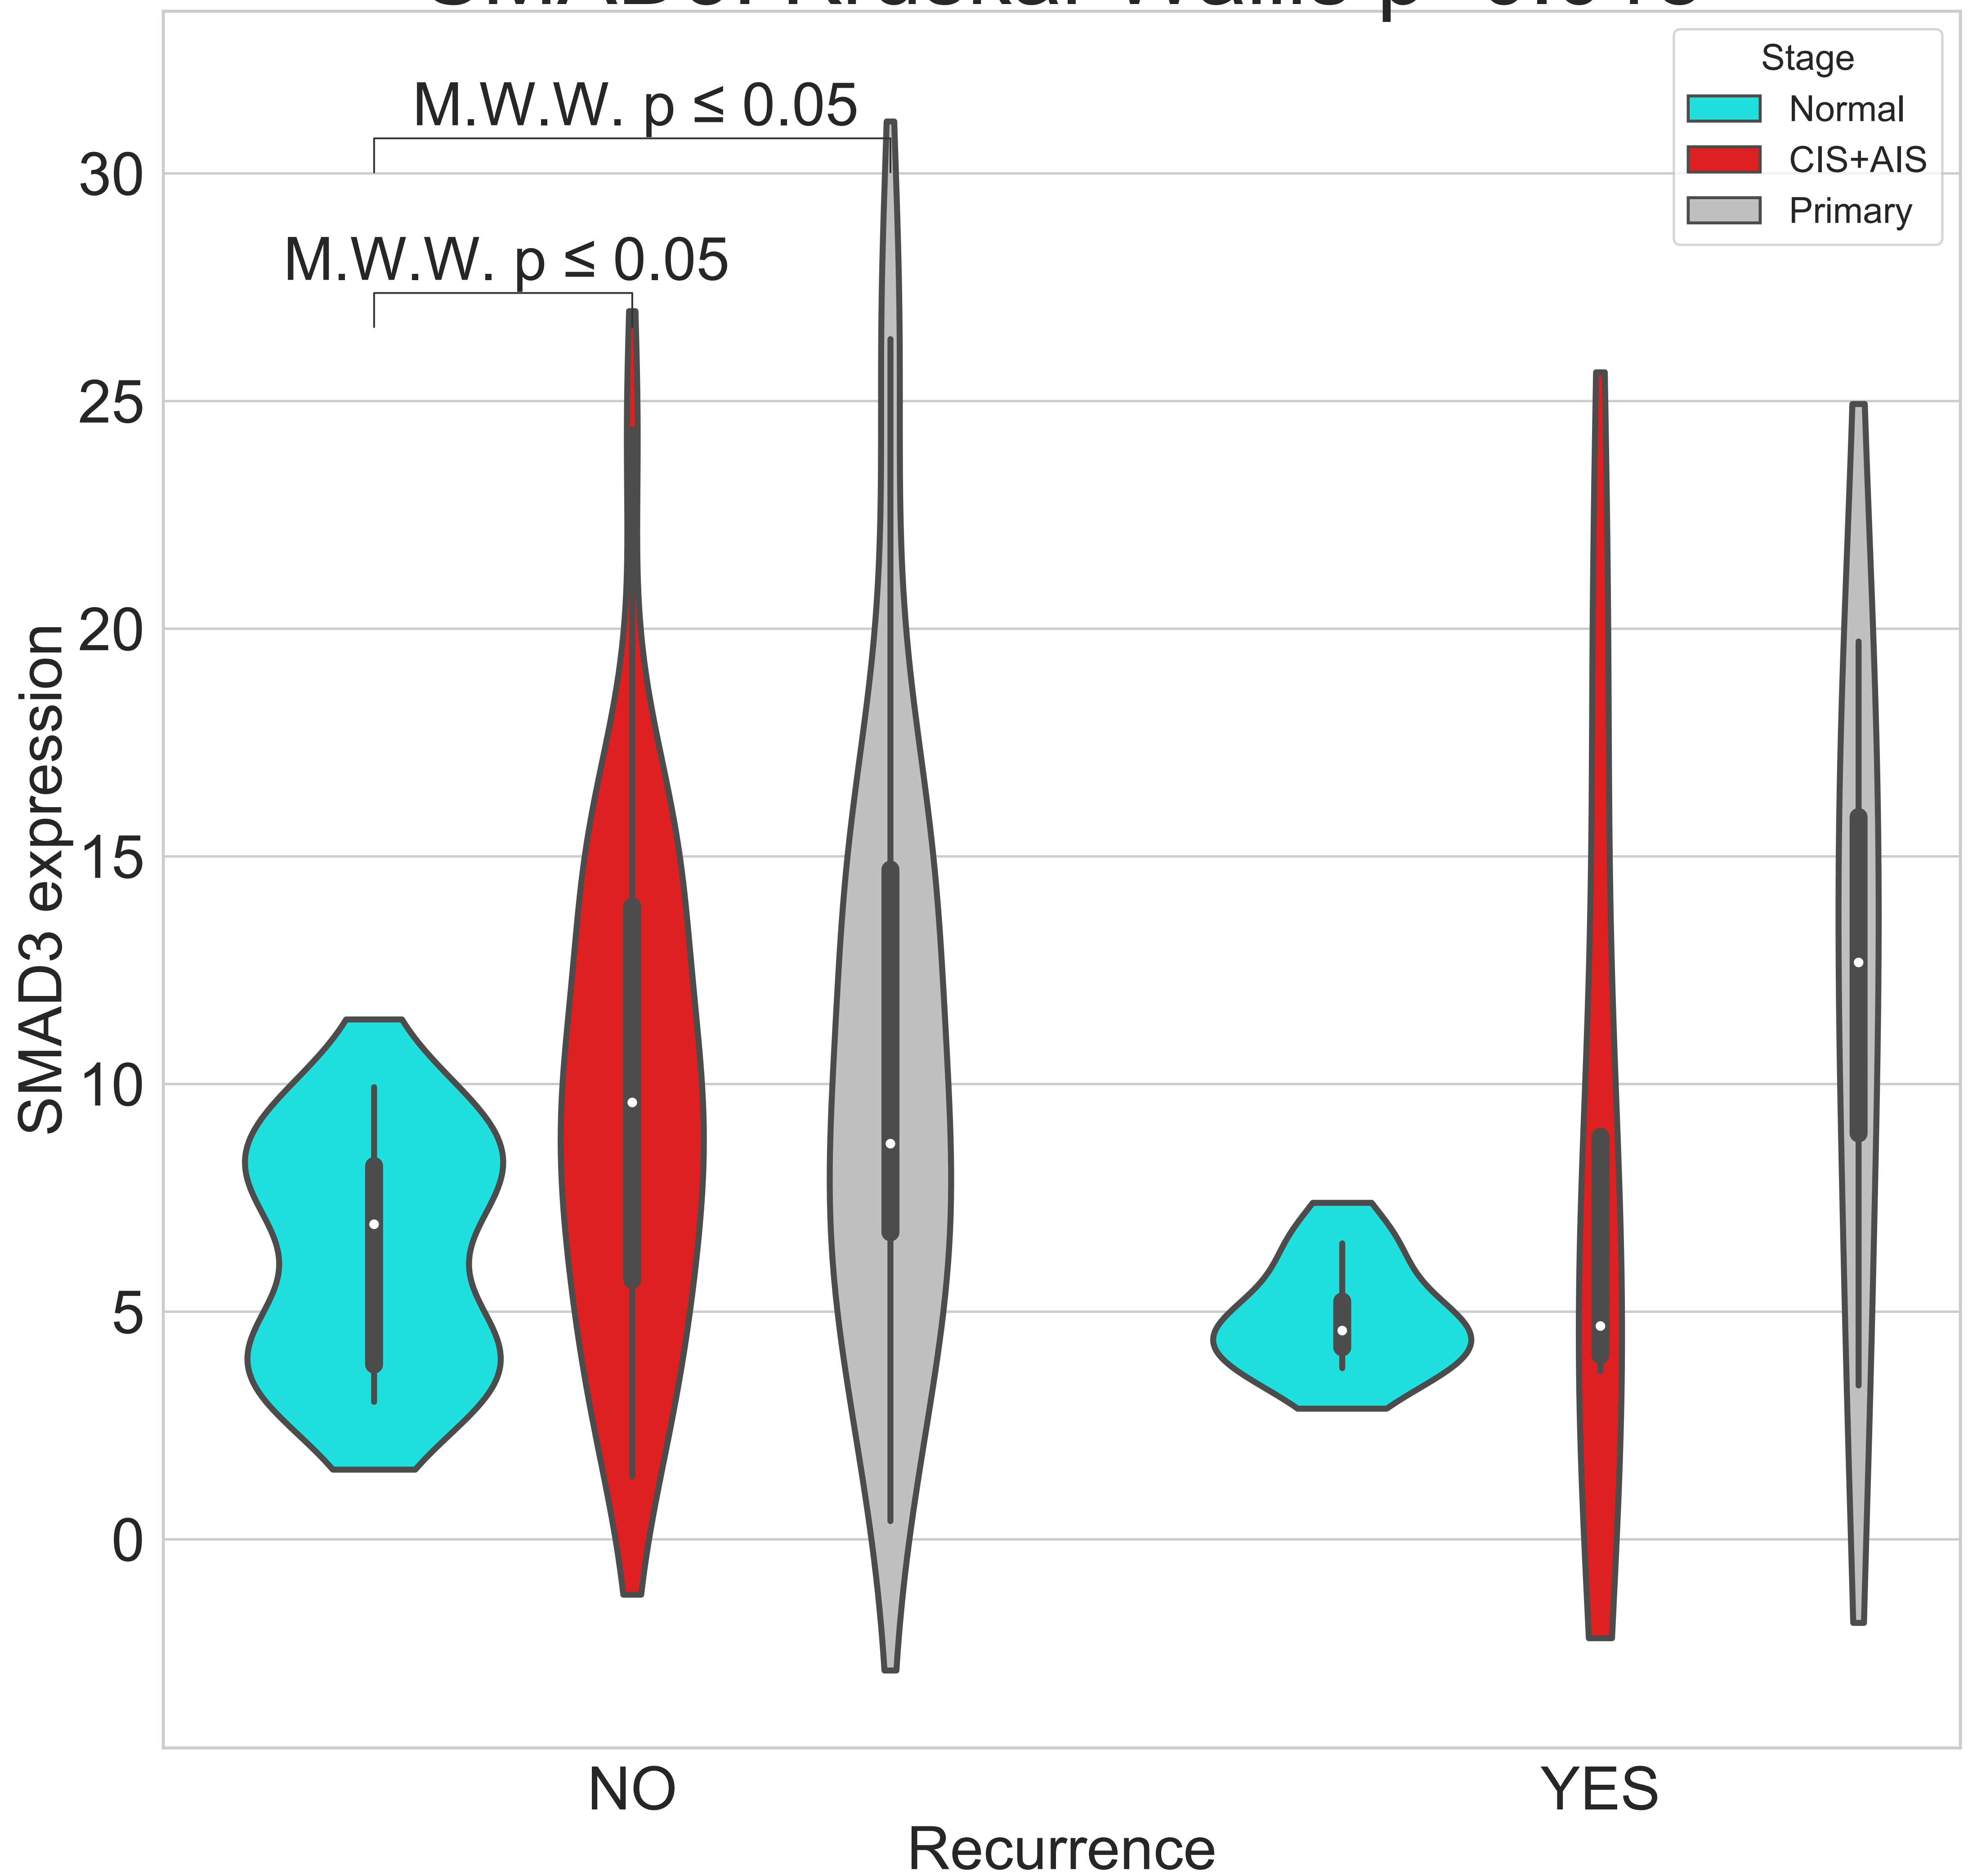 M.W.W. p ≤ 0.05
M.W.W. p ≤ 0.05
Stage
Normal
CIS+AIS
Primary
30
25
20
15
10
5
0
SMAD3 expression
NO
YES
Recurrence